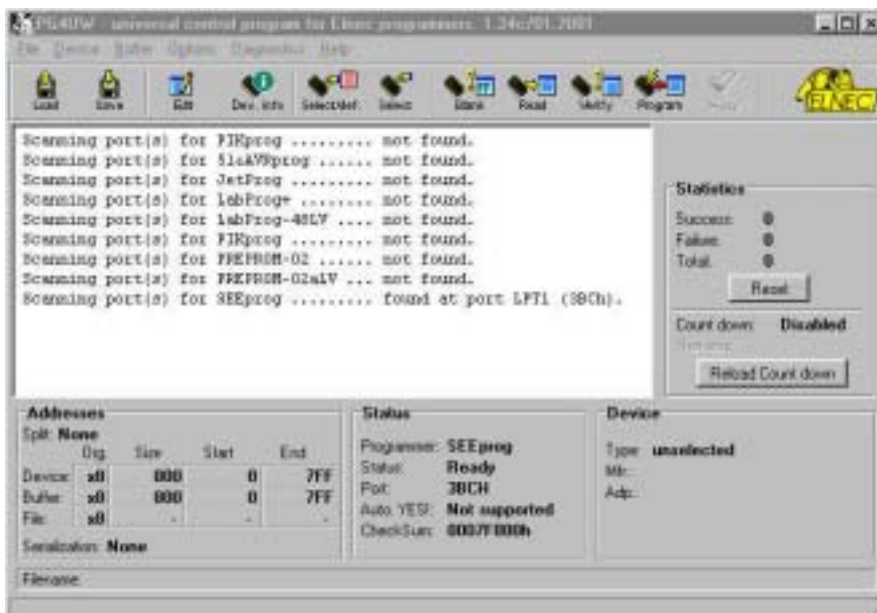 PG4UW - universal control program for Elnec programmers. 1.24c/01.2001
File Device Buffer Options Diagnostics Help
Load Save Edit Dev. info Select/def. Select Blank Read Verify Program
ELNEC
Scanning port(s) for PIKprog ......... not found.
Scanning port(s) for 51&AVRprog ...... not found.
Scanning port(s) for JetProg ......... not found.
Scanning port(s) for LabProg+ ........ not found.
Scanning port(s) for LabProg-48LV .... not found.
Scanning port(s) for PIKprog ......... not found.
Scanning port(s) for PREPROM-02 ...... not found.
Scanning port(s) for PREPROM-02aLV ... not found.
Scanning port(s) for SEEprog ......... found at port LPT1 (3BCh).
Statistics
Success: 0
Failure: 0
Total: 0
Reset
Count down: Disabled
Reload Count down
Addresses
Split: None
Org. Size Start End
Device: x8 800 0 7FF
Buffer: x8 800 0 7FF
File: x8 - - -
Serialization: None
Status
Programmer: SEEprog
Status: Ready
Port: 3BCH
Auto. YES!: Not supported
CheckSum: 0007F800h
Device
Type: unselected
Mfr.:
Adp.:
Filename: